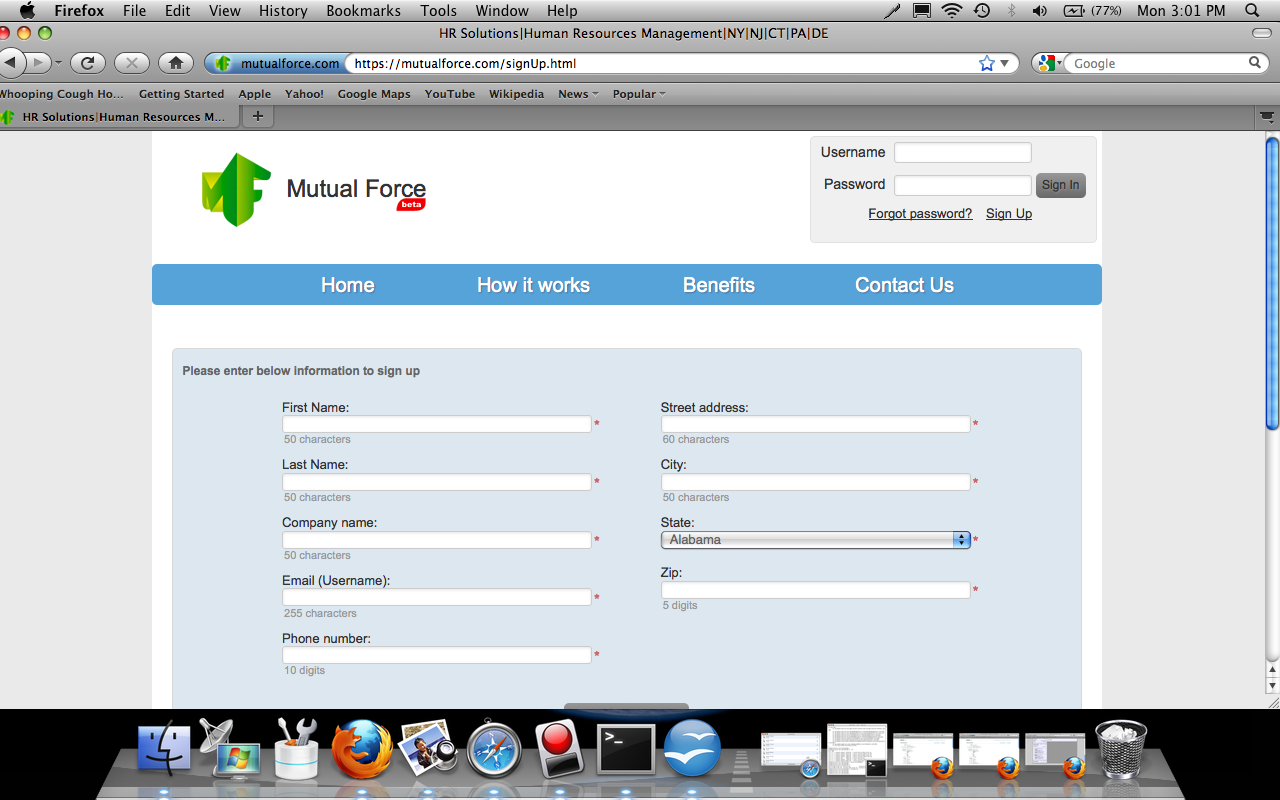 Firefox File Edit View History Bookmarks Tools Window Help (77%) Mon 3:01 PM
HR Solutions|Human Resources Management|NY|NJ|CT|PA|DE
mutualforce.com https://mutualforce.com/signUp.html Google
Whooping Cough Ho... Getting Started Apple Yahoo! Google Maps YouTube Wikipedia News Popular
HR Solutions|Human Resources M... +
MF
Mutual Force
beta
Username
Password Sign In
Forgot password? Sign Up
Home How it works Benefits Contact Us
Please enter below information to sign up
First Name:
*
50 characters
Last Name:
*
50 characters
Company name:
*
50 characters
Email (Username):
*
255 characters
Phone number:
*
10 digits
Street address:
*
60 characters
City:
*
50 characters
State:
Alabama *
Zip:
*
5 digits
>_